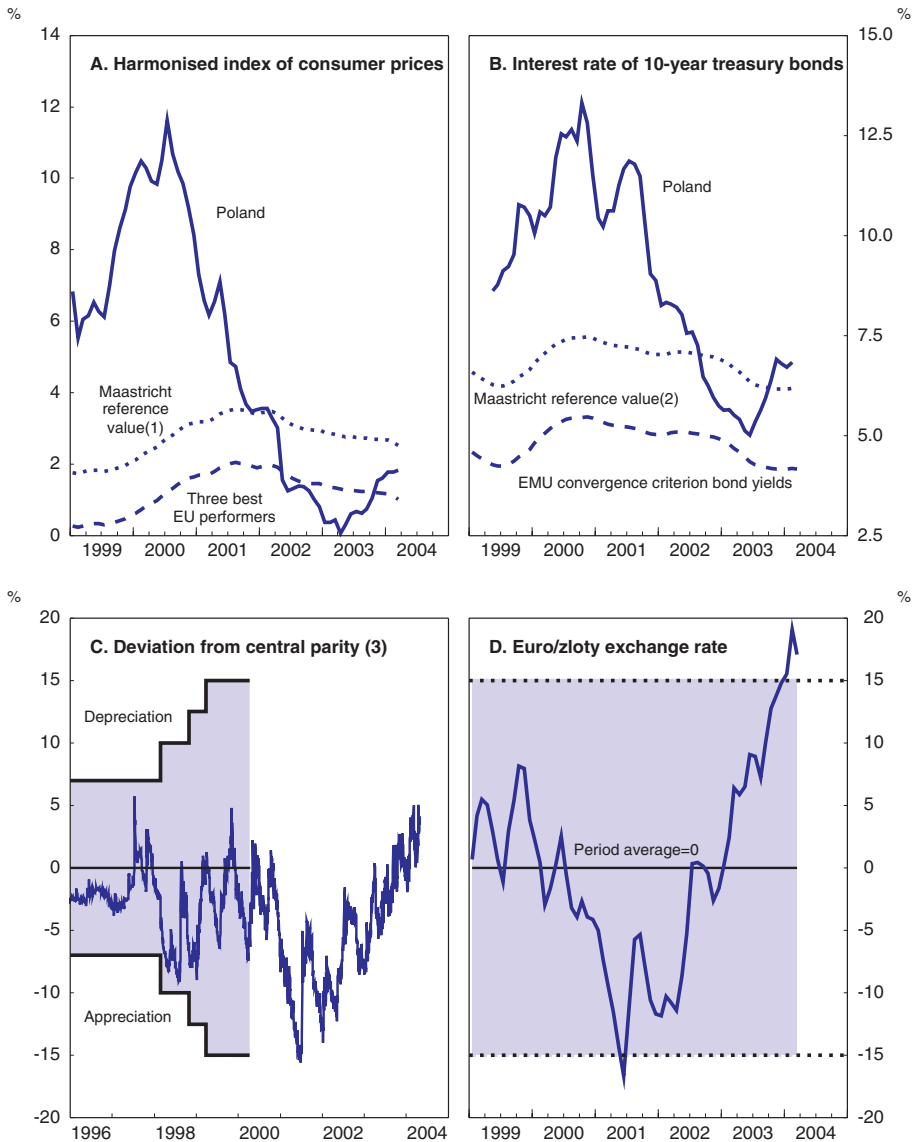 %
%
14
A. Harmonised index of consumer prices
12
10
8
6
4
2
0
Poland
Maastricht
reference
value(1)
Three best
EU performers
1999 2000 2001 2002 2003 2004
B. Interest rate of 10-year treasury bonds
15.0
12.5
10.0
7.5
5.0
2.5
Poland
Maastricht reference value(2)
EMU convergence criterion bond yields
1999 2000 2001 2002 2003 2004
%
%
20
C. Deviation from central parity (3)
15
10
5
0
-5
-10
-15
-20
Depreciation
Appreciation
1996 1998 2000 2002 2004
D. Euro/zloty exchange rate
20
15
10
5
0
-5
-10
-15
-20
Period average=0
1999 2000 2001 2002 2003 2004